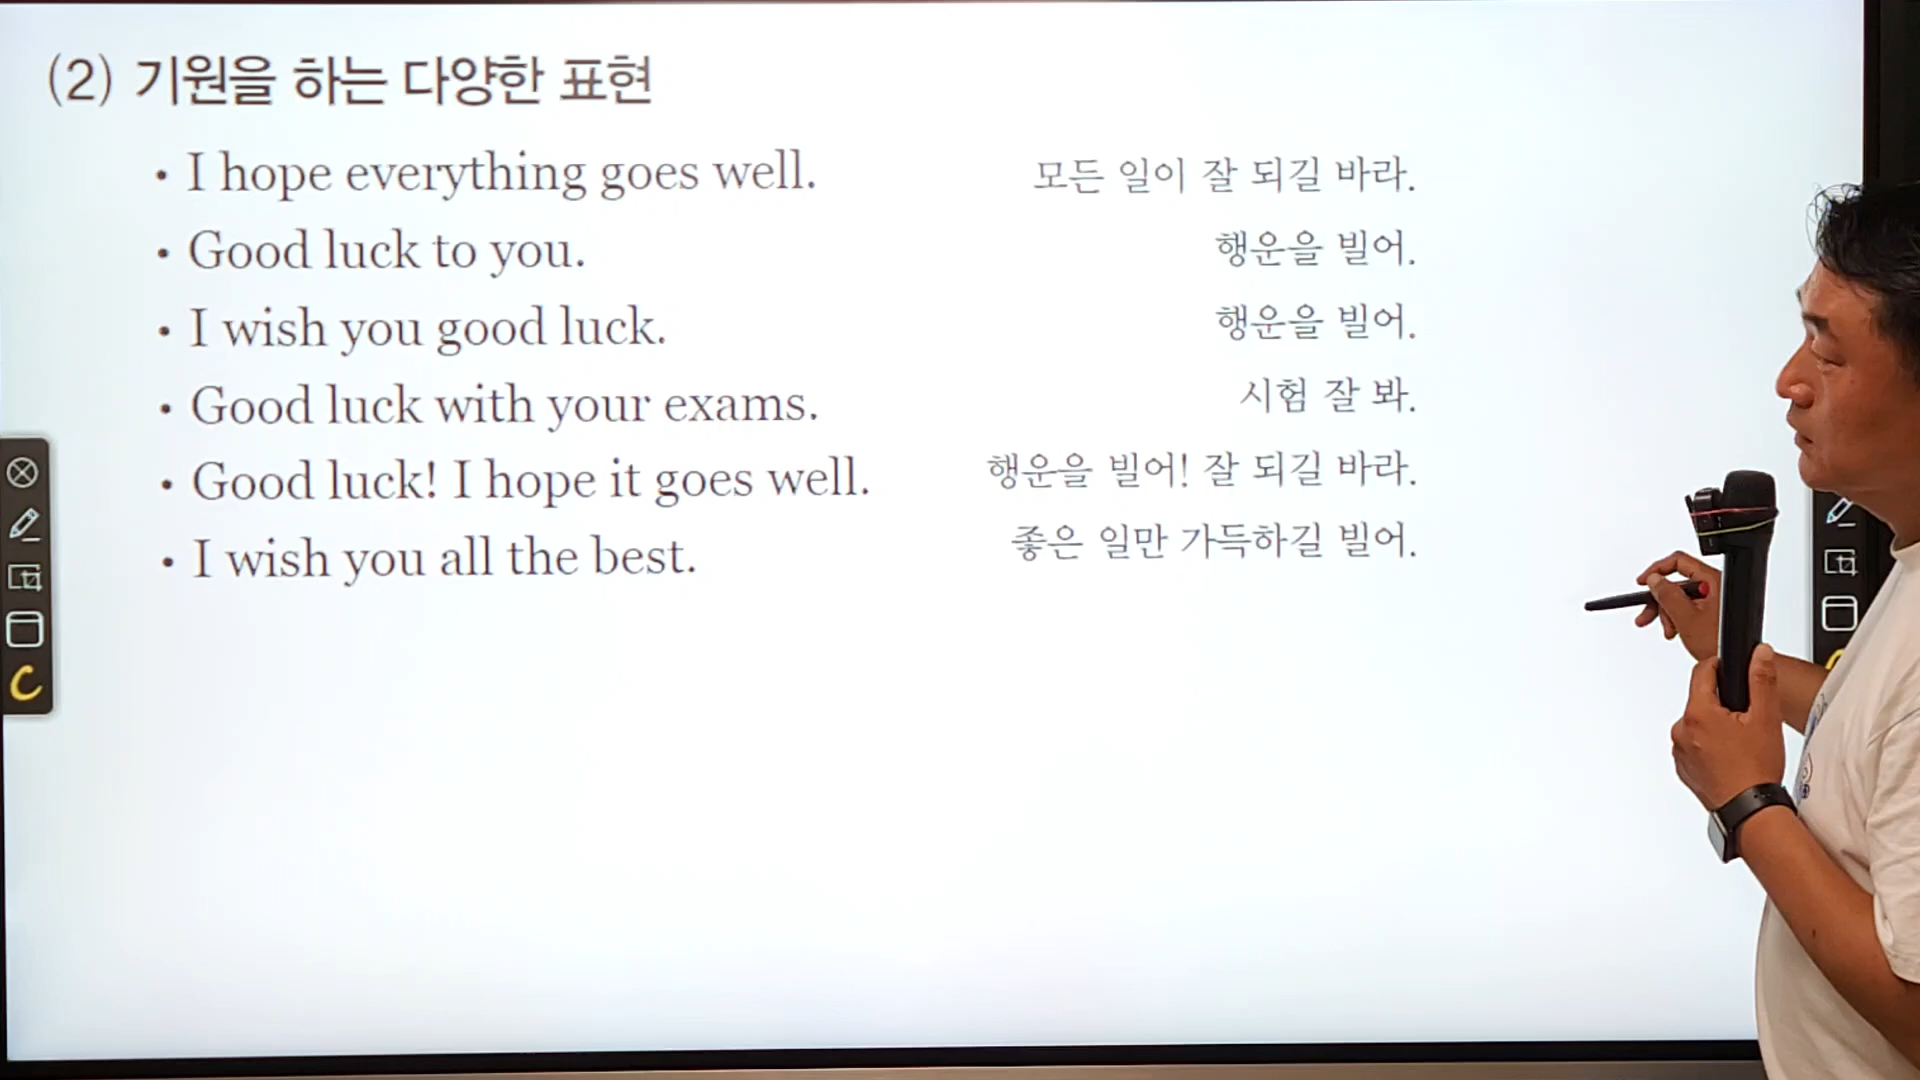 (2) 기원을 하는 다양한 표현
• I hope everything goes well. 모든 일이 잘 되길 바라.
• Good luck to you. 행운을 빌어.
• I wish you good luck. 행운을 빌어.
• Good luck with your exams. 시험 잘 봐.
• Good luck! I hope it goes well. 행운을 빌어! 잘 되길 바라.
• I wish you all the best. 좋은 일만 가득하길 빌어.